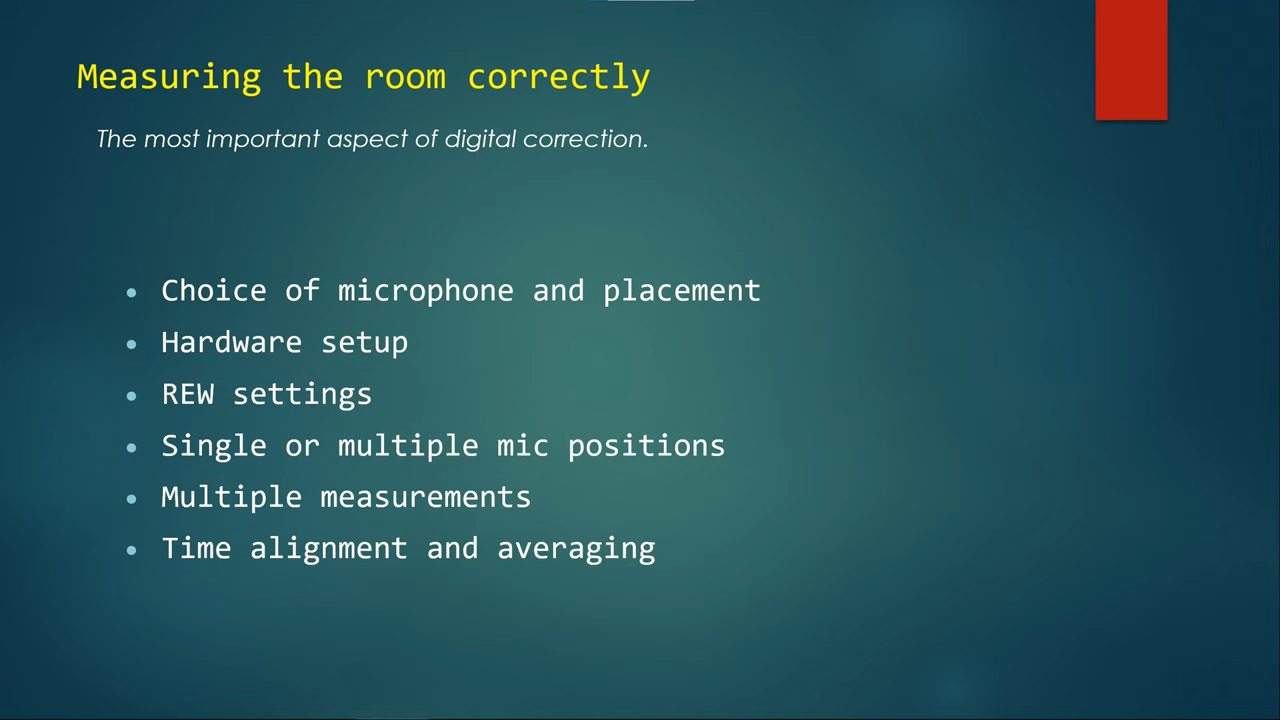 Measuring the room correctly
The most important aspect of digital correction.
• Choice of microphone and placement
• Hardware setup
• REW settings
• Single or multiple mic positions
• Multiple measurements
• Time alignment and averaging